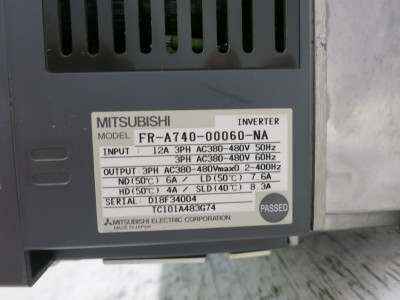 MITSUBISHI INVERTER
MODEL FR-A740-00060-NA
INPUT : 12A 3PH AC380-480V 50Hz
3PH AC380-480V 60Hz
OUTPUT : 3PH AC380-480Vmax0.2-400Hz
ND(50℃) 6A / LD(50℃) 7.6A
HD(50℃) 4A / SLD(40℃) 8.3A
SERIAL: D18F34004
TC101A483G74
PASSED
MITSUBISHI ELECTRIC CORPORATION
MADE IN JAPAN